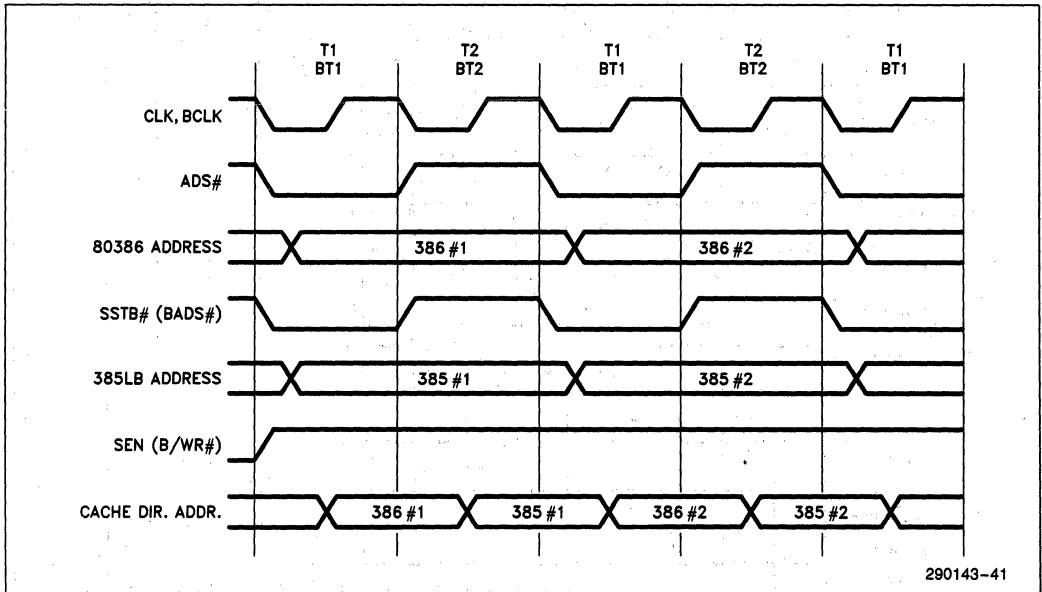 T1 T2 T1 T2 T1
BT1 BT2 BT1 BT2 BT1
CLK, BCLK
ADS#
80386 ADDRESS 386 #1 386 #2
SSTB# (BADS#)
385LB ADDRESS 385 #1 385 #2
SEN (B/WR#)
CACHE DIR. ADDR. 386 #1 385 #1 386 #2 385 #2
290143-41